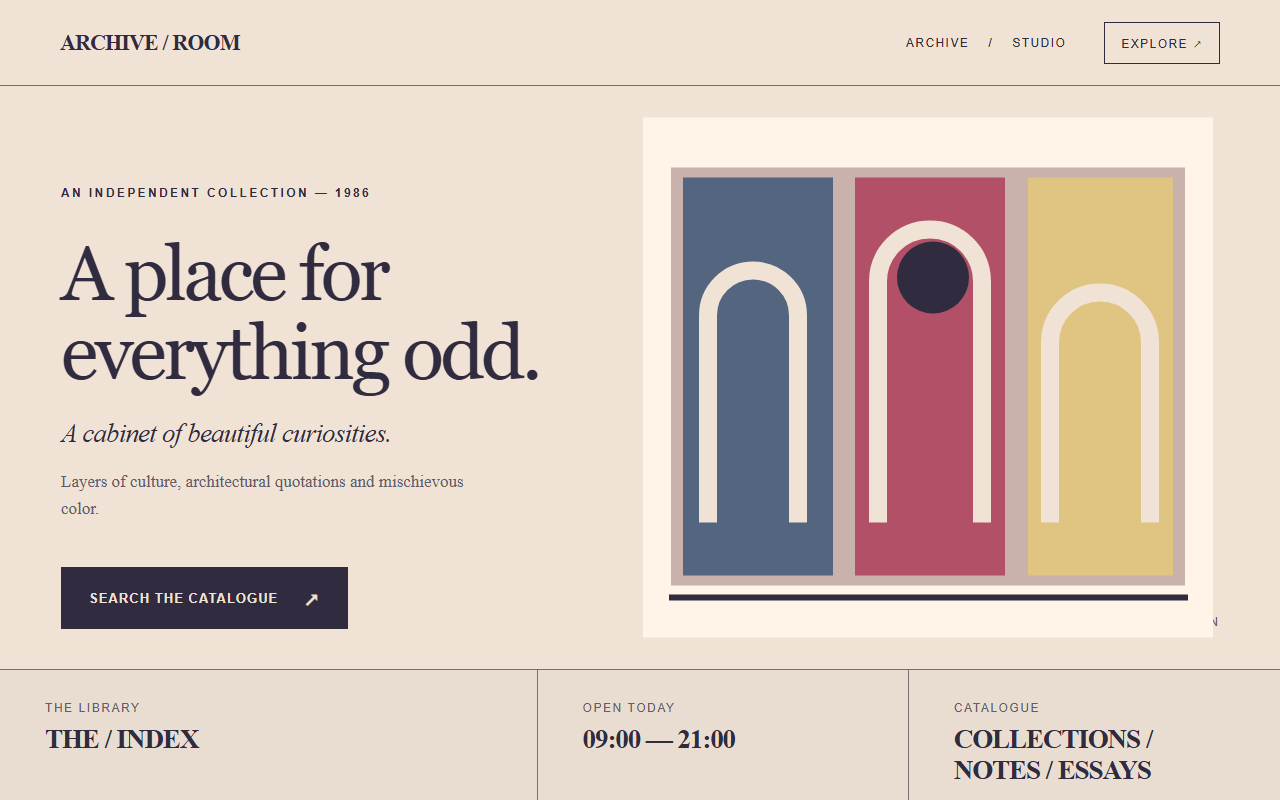 ARCHIVE / ROOM
ARCHIVE / STUDIO
EXPLORE ↗
AN INDEPENDENT COLLECTION — 1986
A place for
everything odd.
A cabinet of beautiful curiosities.
Layers of culture, architectural quotations and mischievous
color.
SEARCH THE CATALOGUE ↗
THE LIBRARY
THE / INDEX
OPEN TODAY
09:00 — 21:00
CATALOGUE
COLLECTIONS /
NOTES / ESSAYS